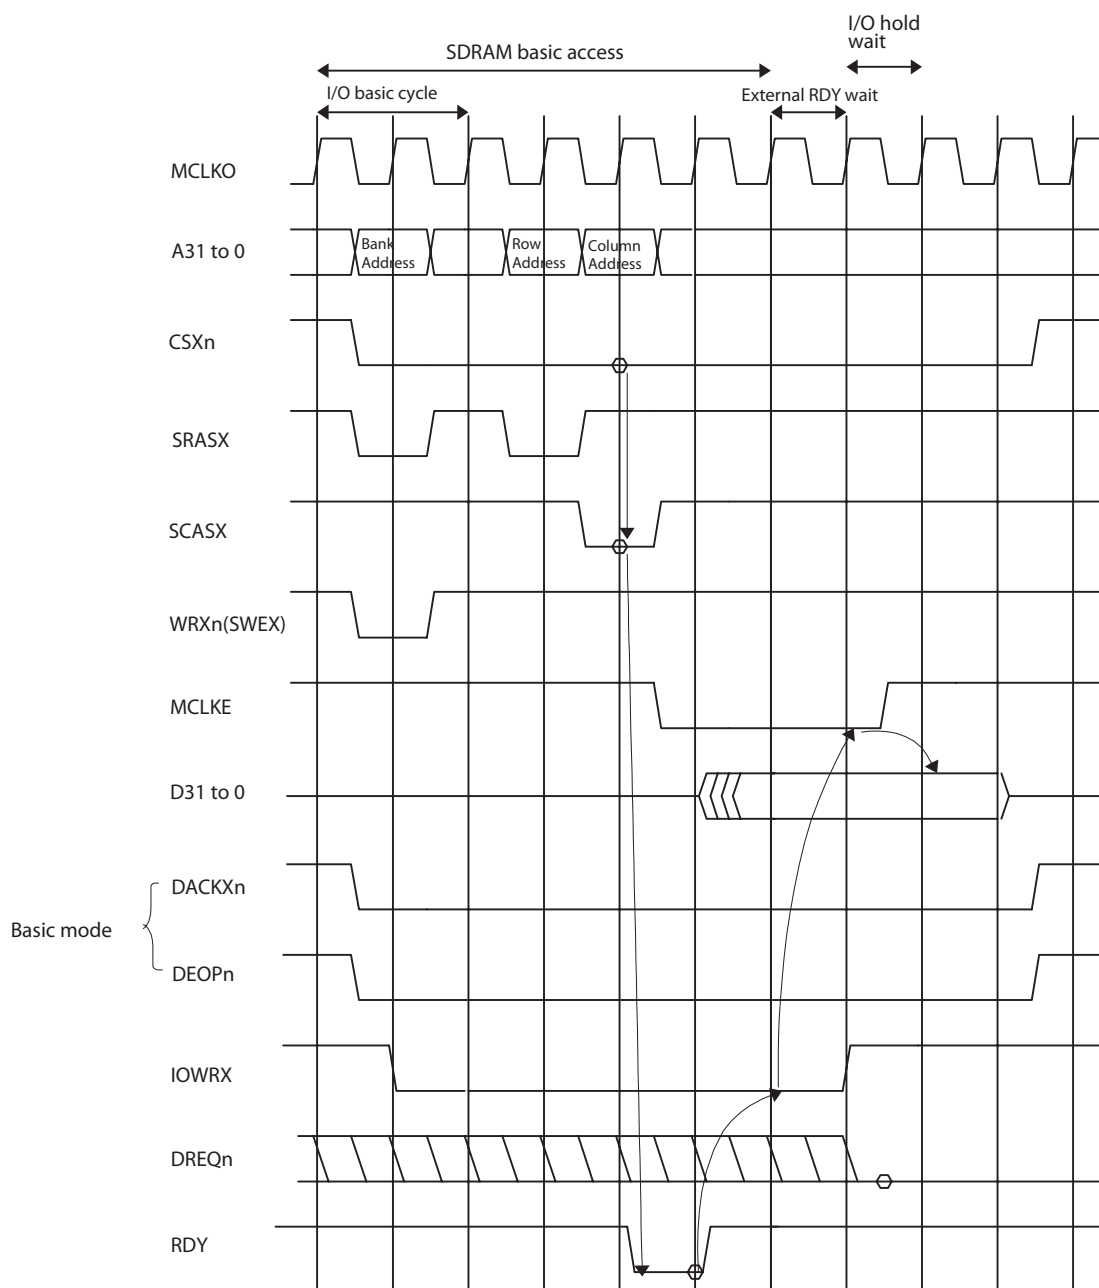 I/O hold
wait
SDRAM basic access
I/O basic cycle
External RDY wait
MCLKO
A31 to 0
Bank
Address
Row
Address
Column
Address
CSXn
SRASX
SCASX
WRXn(SWEX)
MCLKE
D31 to 0
DACKXn
Basic mode
DEOPn
IOWRX
DREQn
RDY